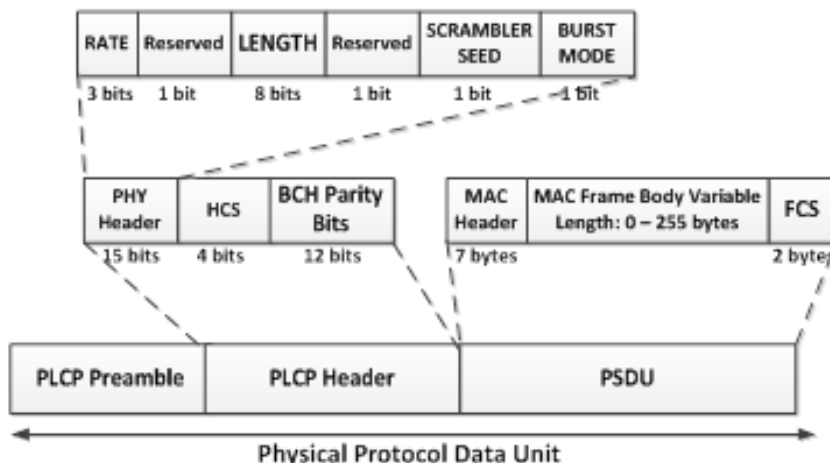 RATE Reserved LENGTH Reserved SCRAMBLER SEED BURST MODE
3 bits 1 bit 8 bits 1 bit 1 bit 1 bit
PHY Header HCS BCH Parity Bits MAC Header MAC Frame Body Variable Length: 0 – 255 bytes FCS
15 bits 4 bits 12 bits 7 bytes 2 bytes
PLCP Preamble PLCP Header PSDU
Physical Protocol Data Unit